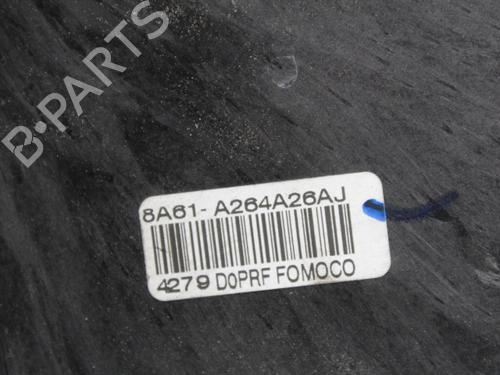 B-PARTS
8A61- A264A26AJ
4279 D0PRF FOMOCO